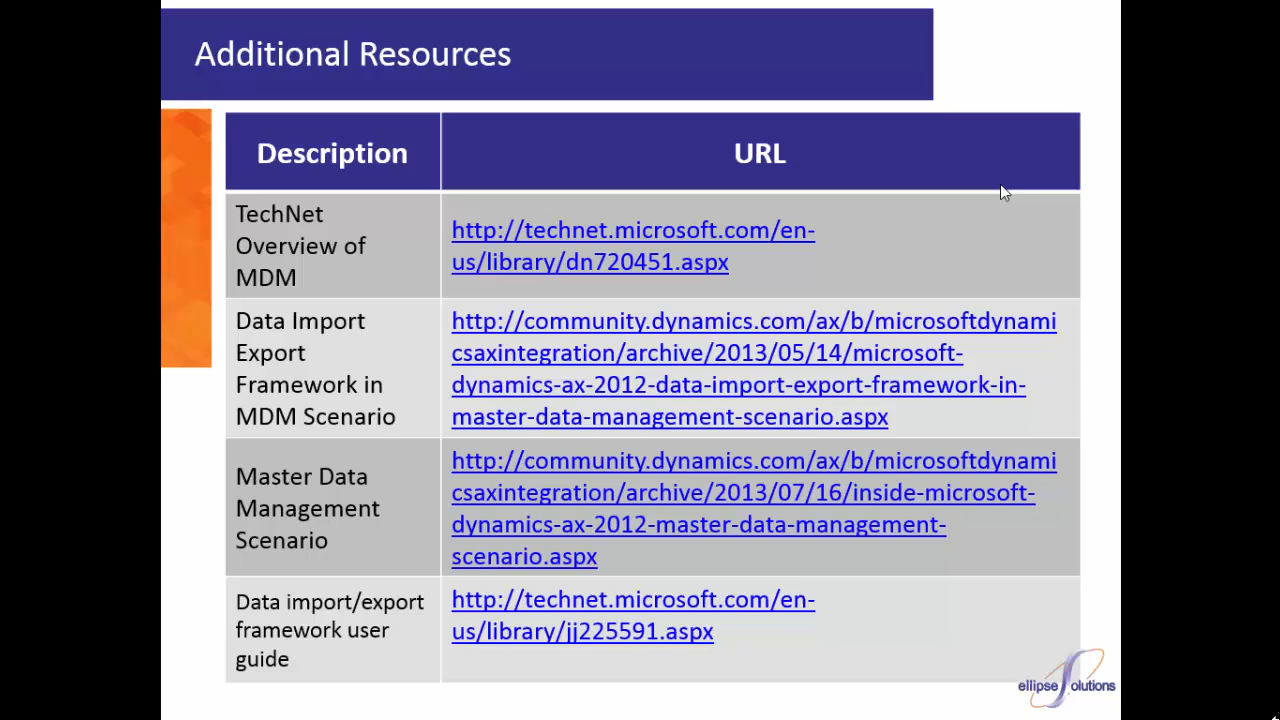 Additional Resources
Description
URL
TechNet
Overview of
MDM
http://technet.microsoft.com/en-
us/library/dn720451.aspx
Data Import
Export
Framework in
MDM Scenario
http://community.dynamics.com/ax/b/microsoftdynami
csaxintegration/archive/2013/05/14/microsoft-
dynamics-ax-2012-data-import-export-framework-in-
master-data-management-scenario.aspx
Master Data
Management
Scenario
http://community.dynamics.com/ax/b/microsoftdynami
csaxintegration/archive/2013/07/16/inside-microsoft-
dynamics-ax-2012-master-data-management-
scenario.aspx
Data import/export
framework user
guide
http://technet.microsoft.com/en-
us/library/jj225591.aspx
ellipse Solutions